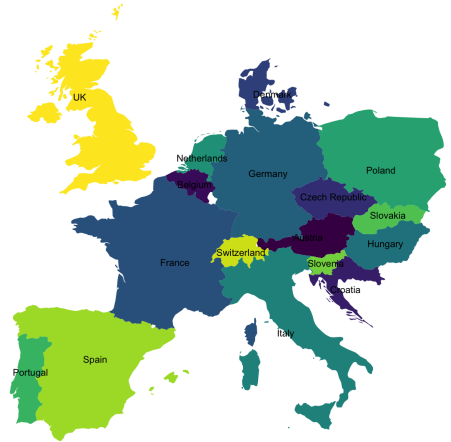 UK
Denmark
Netherlands
Germany
Poland
Belgium
Czech Republic
Slovakia
Austria
Hungary
Switzerland
France
Slovenia
Croatia
Italy
Spain
Portugal